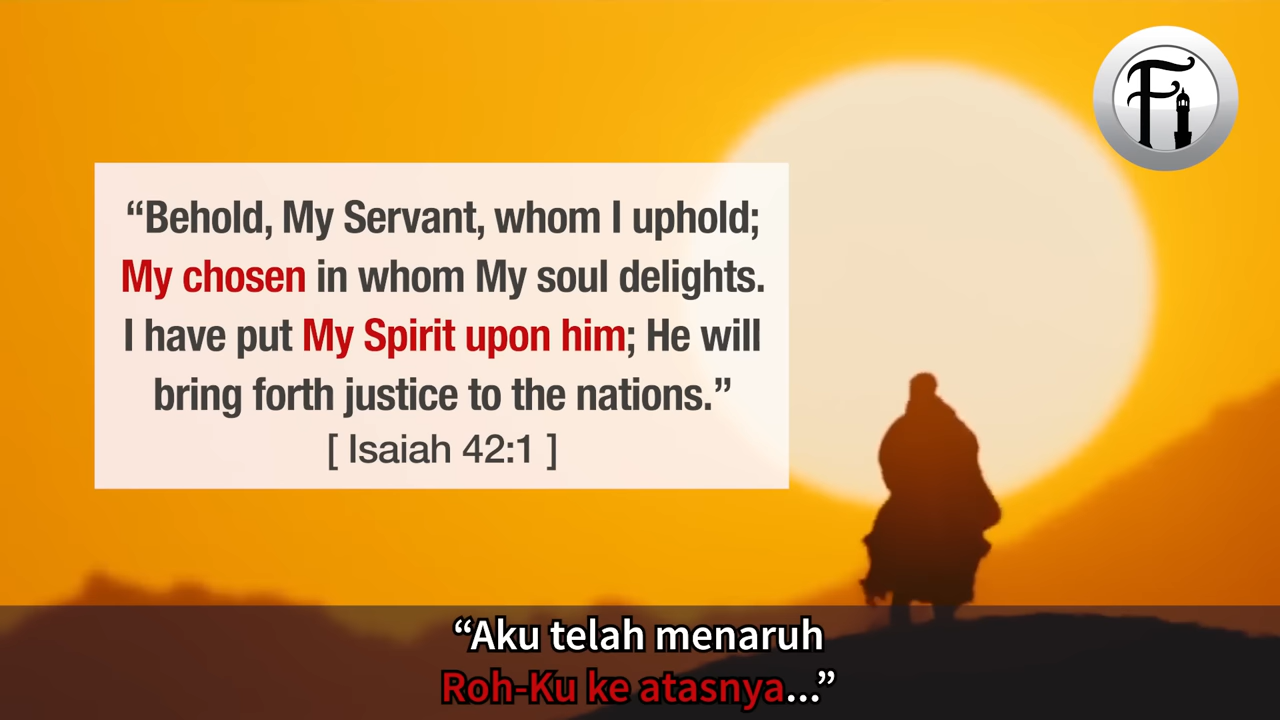 “Behold, My Servant, whom I uphold;
My chosen in whom My soul delights.
I have put My Spirit upon him; He will
bring forth justice to the nations.”
[ Isaiah 42:1 ]
Fi
“Aku telah menaruh
Roh-Ku ke atasnya...”